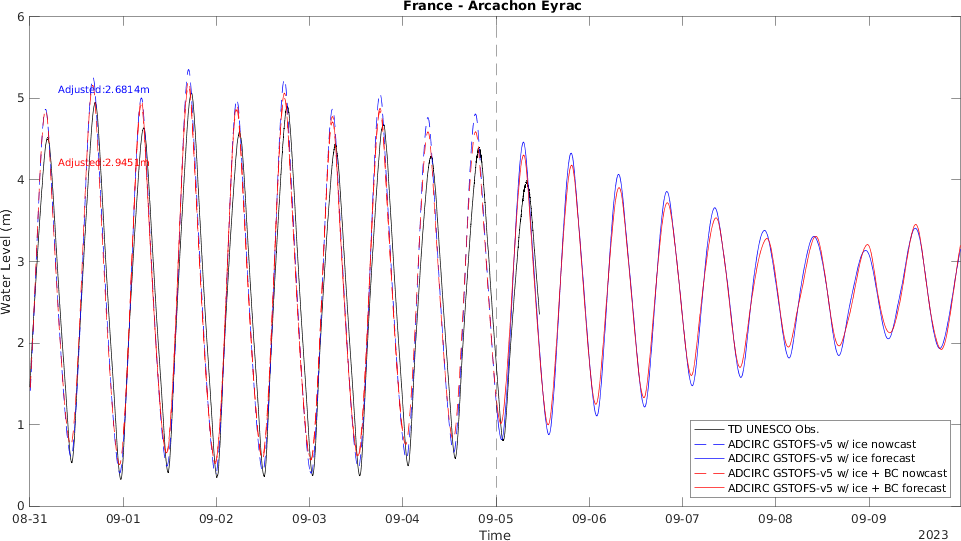 France - Arcachon Eyrac
6
5
4
3
2
1
0
Water Level (m)
Adjusted:2.6814m
Adjusted:2.9451m
TD UNESCO Obs.
ADCIRC GSTOFS-v5 w/ ice nowcast
ADCIRC GSTOFS-v5 w/ ice forecast
ADCIRC GSTOFS-v5 w/ ice + BC nowcast
ADCIRC GSTOFS-v5 w/ ice + BC forecast
08-31 09-01 09-02 09-03 09-04 09-05 09-06 09-07 09-08 09-09
Time
2023